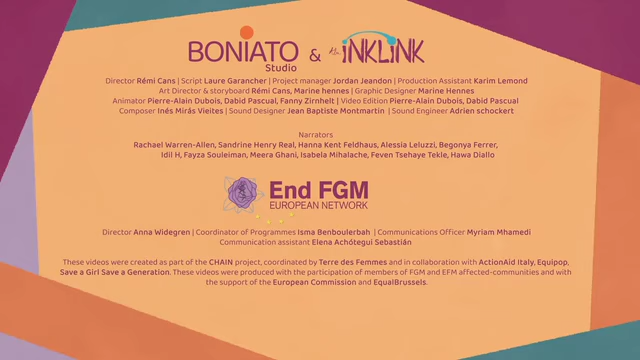 BONIATO Studio & the INKLINK
Director Rémi Cans | Script Laure Garancher | Project manager Jordan Jeandon | Production Assistant Karim Lemond
Art Director & storyboard Rémi Cans, Marine hennes | Graphic Designer Marine Hennes
Animator Pierre-Alain Dubois, Dabid Pascual, Fanny Zirnhelt | Video Edition Pierre-Alain Dubois, Dabid Pascual
Composer Inés Mirás Vieites | Sound Designer Jean Baptiste Montmartin | Sound Engineer Adrien schockert
Narrators
Rachael Warren-Allen, Sandrine Henry Real, Hanna Kent Feldhaus, Alessia Leluzzi, Begonya Ferrer,
Idil H, Fayza Souleiman, Meera Ghani, Isabela Mihalache, Feven Tsehaye Tekle, Hawa Diallo
End FGM
EUROPEAN NETWORK
Director Anna Widegren | Coordinator of Programmes Isma Benboulerbah | Communications Officer Myriam Mhamedi
Communication assistant Elena Achótegui Sebastián
These videos were created as part of the CHAIN project, coordinated by Terre des Femmes and in collaboration with ActionAid Italy, Equipop,
Save a Girl Save a Generation. These videos were produced with the participation of members of FGM and EFM affected-communities and with
the support of the European Commission and EqualBrussels.